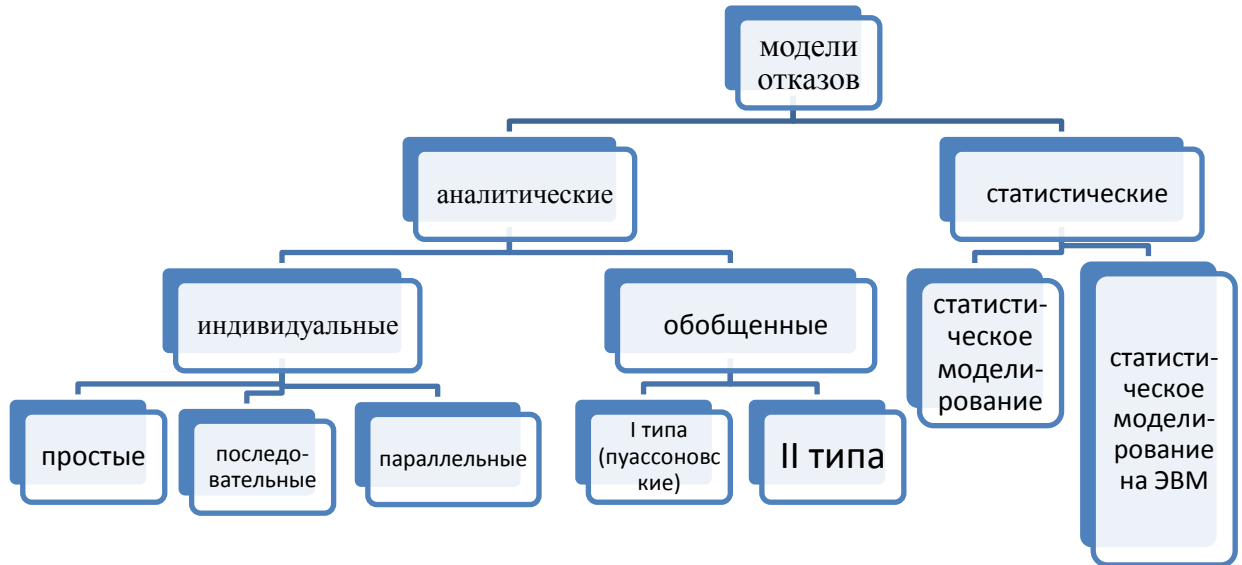 модели
отказов
аналитические
статистические
индивидуальные
обобщенные
статисти-
ческое
модели-
рование
статисти-
ческое
модели-
рование
на ЭВМ
простые
последо-
вательные
параллельные
I типа
(пуассоновс
кие)
II типа